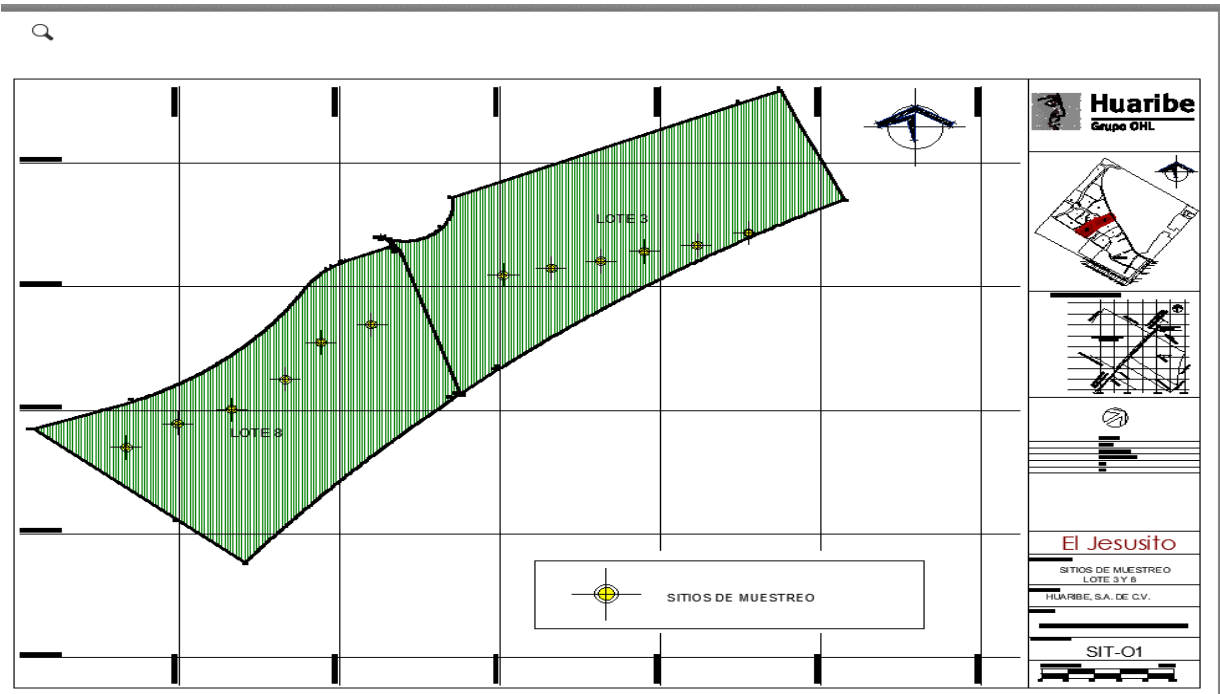 LOTE 3
LOTE 8
SITIOS DE MUESTREO
Huaribe
Grupo OHL
El Jesusito
SITIOS DE MUESTREO
LOTE 3 Y 8
HUARIBE, S.A. DE C.V.
SIT-01